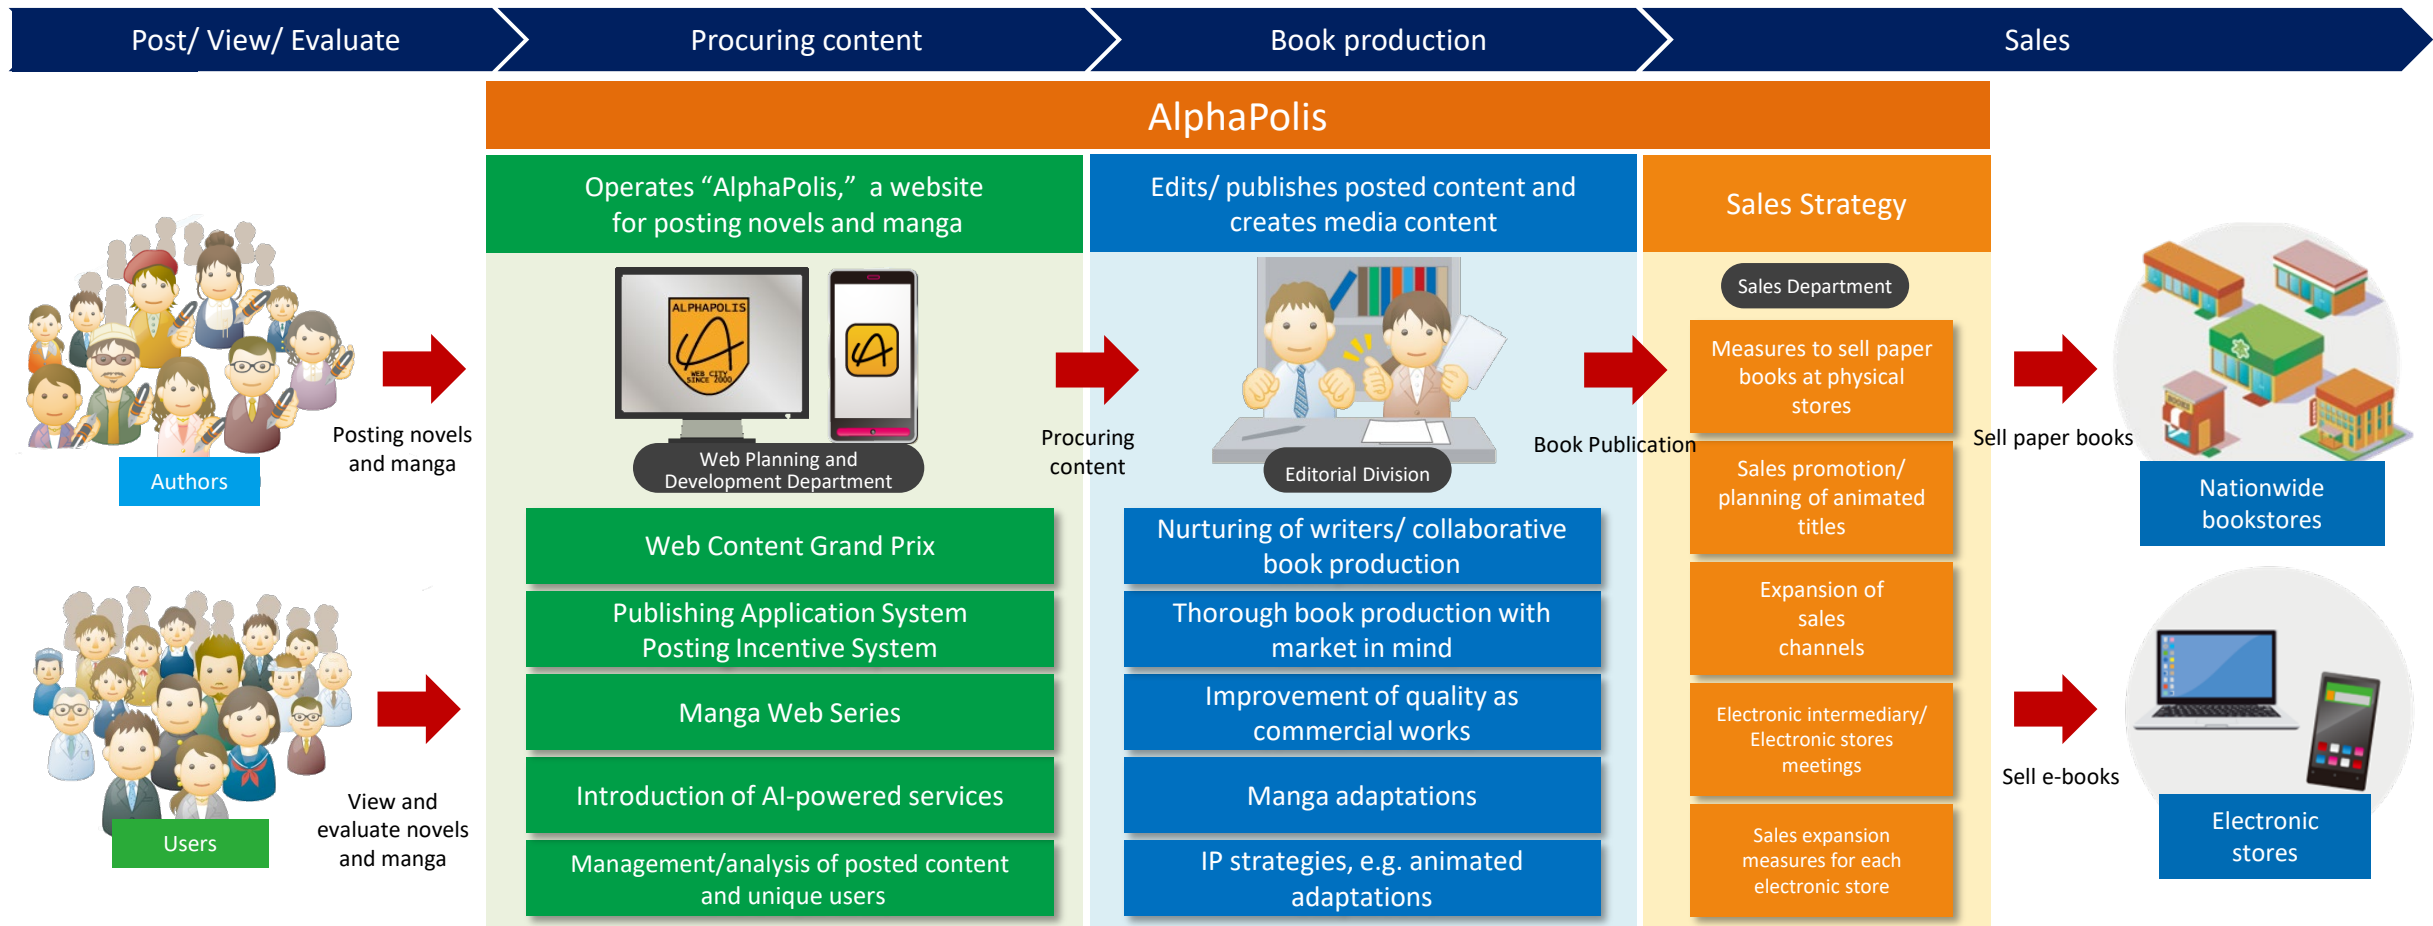 Post/ View/ Evaluate
Procuring content
Book production
Sales
AlphaPolis
Operates “AlphaPolis,” a website
for posting novels and manga
Edits/ publishes posted content and
creates media content
Sales Strategy
Authors
Posting novels
and manga
Users
View and
evaluate novels
and manga
ALPHAPOLIS
WEB CITY
SINCE 2000
Web Planning and
Development Department
Web Content Grand Prix
Publishing Application System
Posting Incentive System
Manga Web Series
Introduction of AI-powered services
Management/analysis of posted content
and unique users
Procuring
content
Editorial Division
Nurturing of writers/ collaborative
book production
Thorough book production with
market in mind
Improvement of quality as
commercial works
Manga adaptations
IP strategies, e.g. animated
adaptations
Book Publication
Sales Department
Measures to sell paper
books at physical
stores
Sales promotion/
planning of animated
titles
Expansion of
sales
channels
Electronic intermediary/
Electronic stores
meetings
Sales expansion
measures for each
electronic store
Sell paper books
BOOKS
Nationwide
bookstores
Sell e-books
Electronic
stores